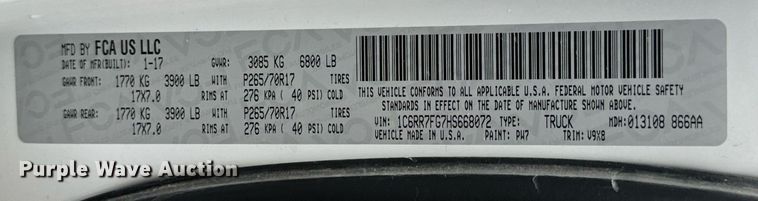 MFD BY FCA US LLC
DATE OF MFR(BUILT): 1-17 GVWR: 3085 KG 6800 LB
GAWR FRONT: 1770 KG 3900 LB WITH P265/70R17 TIRES
17X7.0 RIMS AT 276 KPA ( 40 PSI) COLD
GAWR REAR: 1770 KG 3900 LB WITH P265/70R17 TIRES
17X7.0 RIMS AT 276 KPA ( 40 PSI) COLD
THIS VEHICLE CONFORMS TO ALL APPLICABLE U.S.A. FEDERAL MOTOR VEHICLE SAFETY
STANDARDS IN EFFECT ON THE DATE OF MANUFACTURE SHOWN ABOVE.
VIN: 1C6RR7FG7HS668072 TYPE: TRUCK MDH: 013108 866AA
MADE IN U.S.A. PAINT: PW7 TRIM: V9X8
Purple Wave Auction